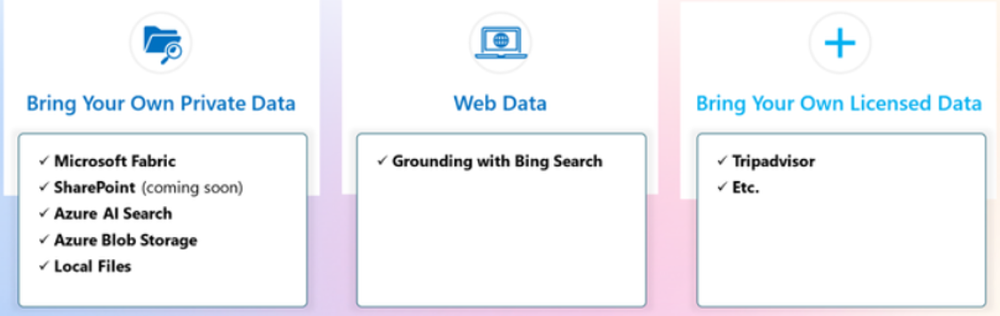 Bring Your Own Private Data
✓ Microsoft Fabric
✓ SharePoint (coming soon)
✓ Azure AI Search
✓ Azure Blob Storage
✓ Local Files
Web Data
✓ Grounding with Bing Search
Bring Your Own Licensed Data
✓ Tripadvisor
✓ Etc.